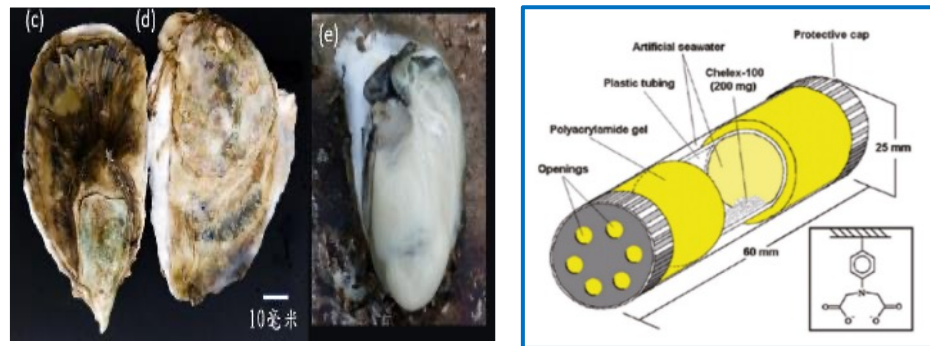 (c)
(d)
(e)
10毫米
Artificial seawater
Protective cap
Plastic tubing
Chelex-100
(200 mg)
Polyacrylamide gel
Openings
25 mm
60 mm
N
O
O
O⁻
⁻O